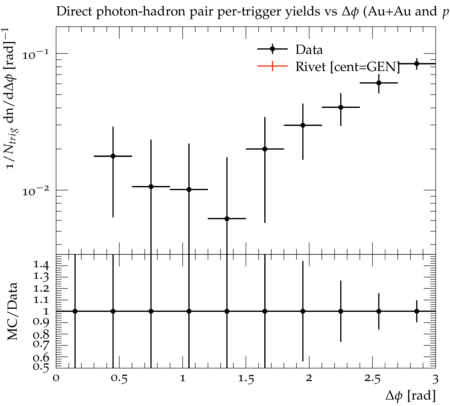 Direct photon-hadron pair per-trigger yields vs Δϕ (Au+Au and p
1/N_trig dn/dΔϕ [rad]⁻¹
10⁻¹
10⁻²
Data
Rivet [cent=GEN]
MC/Data
1.4
1.3
1.2
1.1
1
0.9
0.8
0.7
0.6
0.5
0 0.5 1 1.5 2 2.5 3
Δϕ [rad]